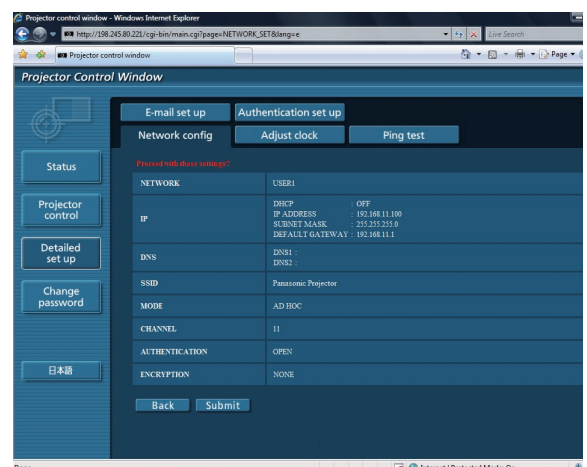 Projector control window - Windows Internet Explorer
http://198.245.80.221/cgi-bin/main.cgi?page=NETWORK_SET&lang=e
Live Search
Projector control window
Page
Projector Control Window
E-mail set up
Authentication set up
Network config
Adjust clock
Ping test
Status
Projector control
Detailed set up
Change password
日本語
Proceed with these settings?
NETWORK USER1
IP
DHCP : OFF
IP ADDRESS : 192.168.11.100
SUBNET MASK : 255.255.255.0
DEFAULT GATEWAY : 192.168.11.1
DNS
DNS1 :
DNS2 :
SSID Panasonic Projector
MODE AD HOC
CHANNEL 11
AUTHENTICATION OPEN
ENCRYPTION NONE
Back Submit